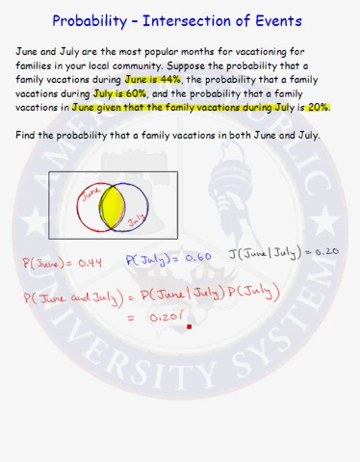 Probability – Intersection of Events
June and July are the most popular months for vacationing for
families in your local community. Suppose the probability that a
family vacations during June is 44%, the probability that a family
vacations during July is 60%, and the probability that a family
vacations in June given that the family vacations during July is 20%.
Find the probability that a family vacations in both June and July.
June
July
P(June) = 0.44 P(July) = 0.60 J(June|July) = 0.20
P(June and July) = P(June|July) P(July)
= 0.20(
AMERICAN PUBLIC
UNIVERSITY SYSTEM